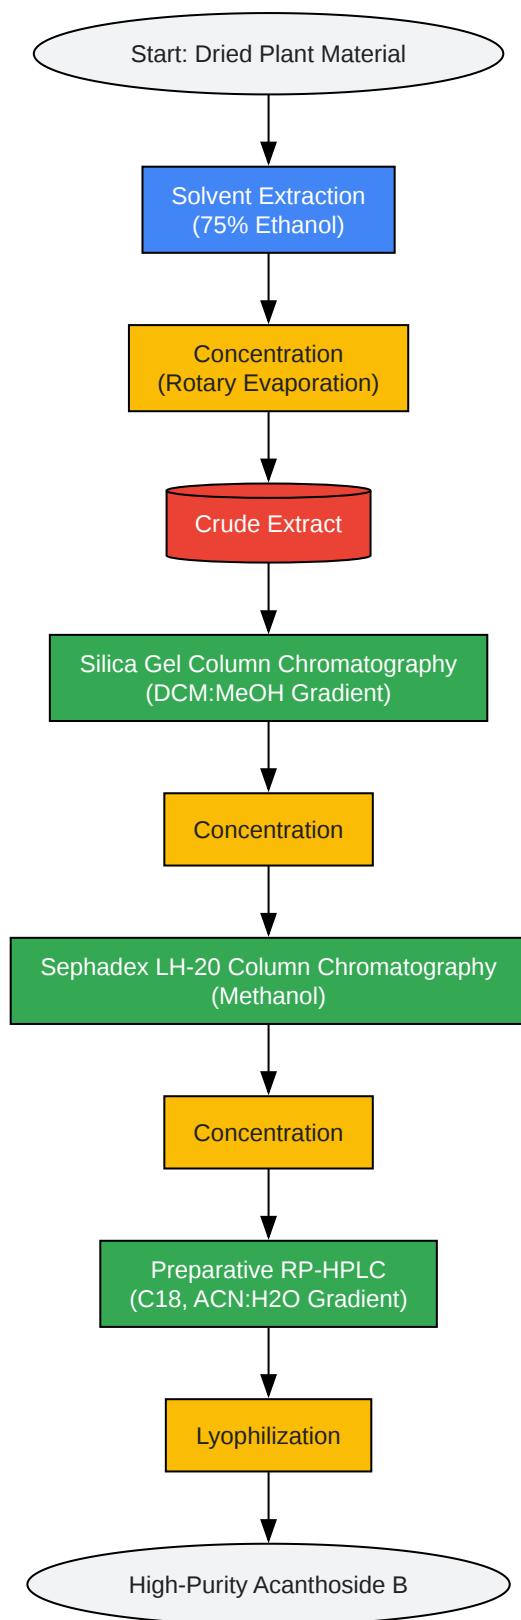 Start: Dried Plant Material
Solvent Extraction
(75% Ethanol)
Concentration
(Rotary Evaporation)
Crude Extract
Silica Gel Column Chromatography
(DCM:MeOH Gradient)
Concentration
Sephadex LH-20 Column Chromatography
(Methanol)
Concentration
Preparative RP-HPLC
(C18, ACN:H2O Gradient)
Lyophilization
High-Purity Acanthoside B